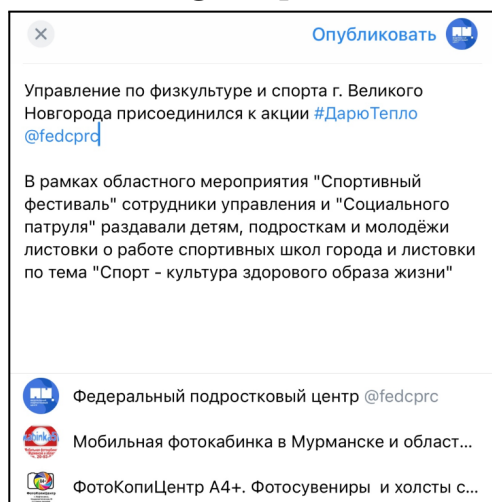 Опубликовать
Управление по физкультуре и спорта г. Великого
Новгорода присоединился к акции #ДарюТепло
@fedcprc
В рамках областного мероприятия "Спортивный
фестиваль" сотрудники управления и "Социального
патруля" раздавали детям, подросткам и молодёжи
листовки о работе спортивных школ города и листовки
по тема "Спорт - культура здорового образа жизни"
Федеральный подростковый центр @fedcprc
Мобильная фотокабинка в Мурманске и област...
ФотоКопиЦентр А4+. Фотосувениры и холсты с...